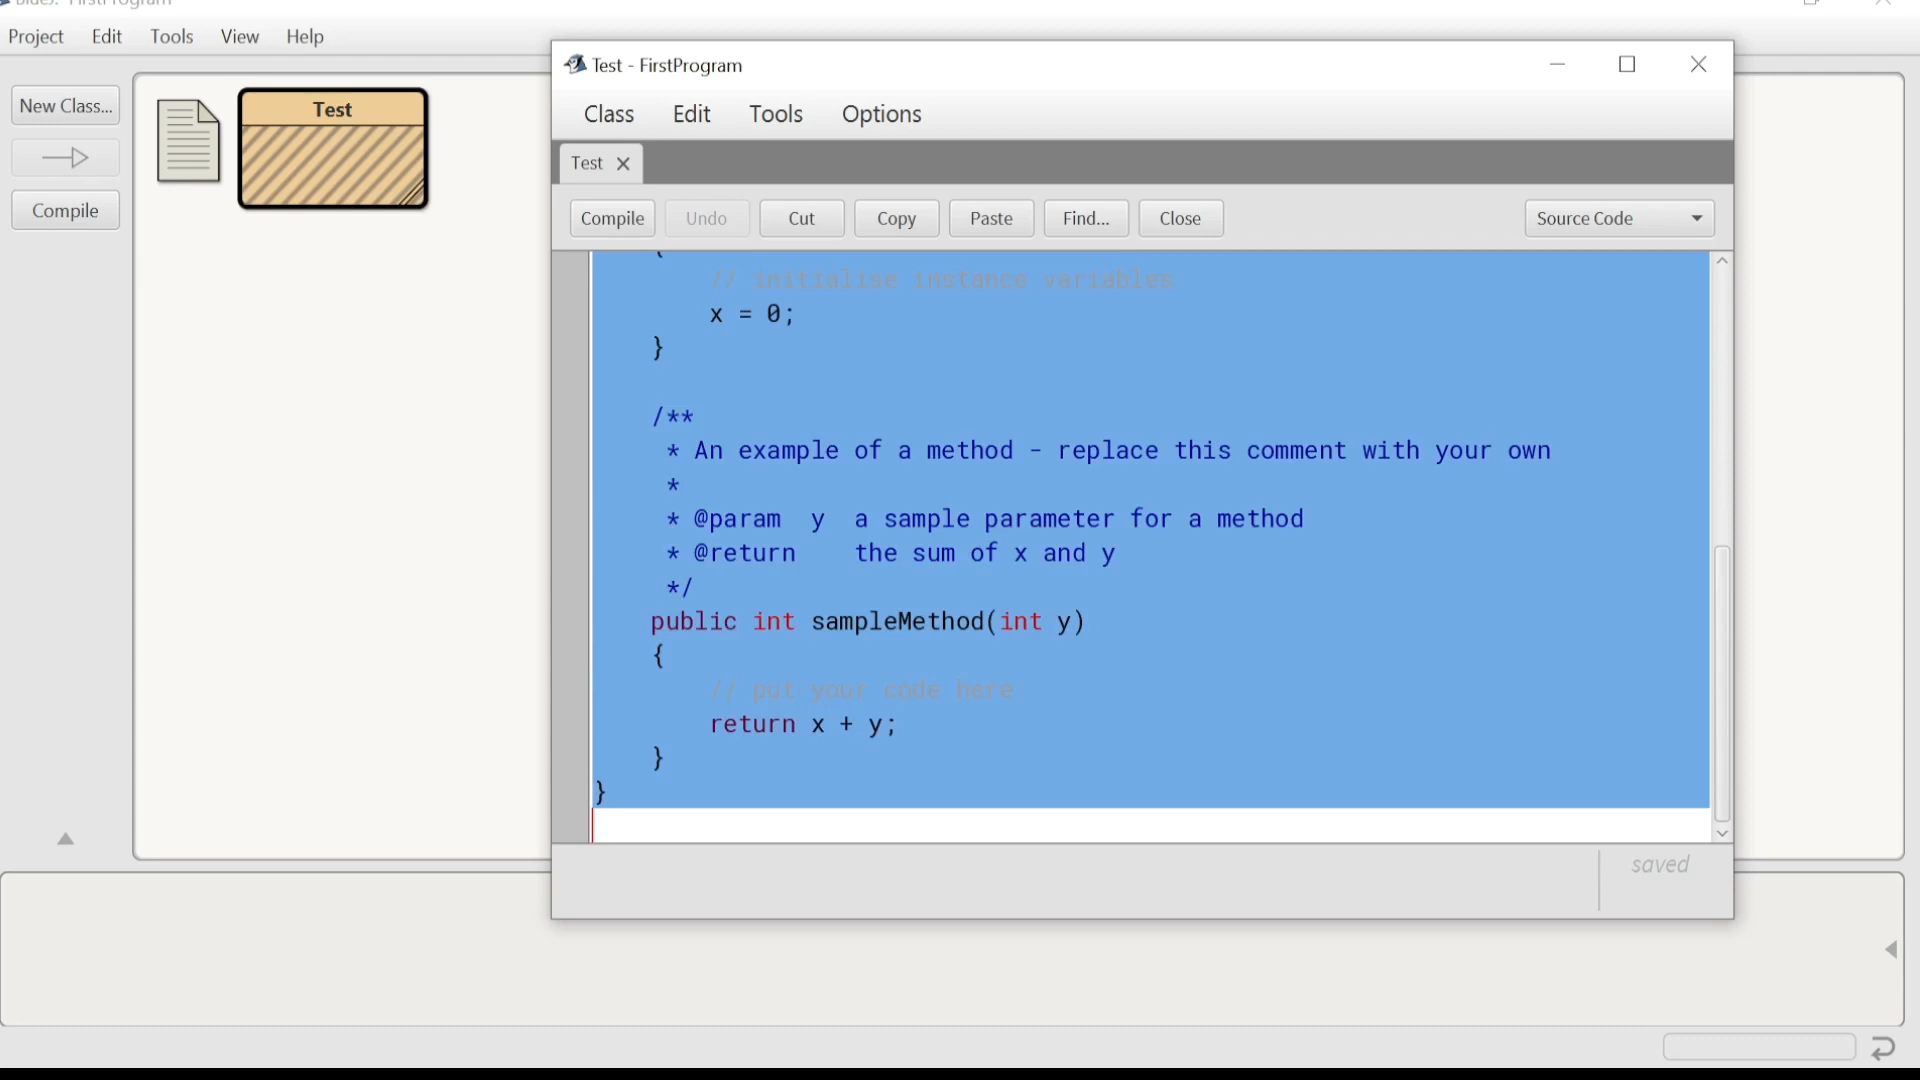 BlueJ: FirstProgram
Project Edit Tools View Help
Test - FirstProgram
Class Edit Tools Options
New Class...
Test
Test
Compile
Compile Undo Cut Copy Paste Find... Close Source Code
{
// initialise instance variables
x = 0;
}
/**
* An example of a method - replace this comment with your own
*
* @param y a sample parameter for a method
* @return the sum of x and y
*/
public int sampleMethod(int y)
{
// put your code here
return x + y;
}
}
saved